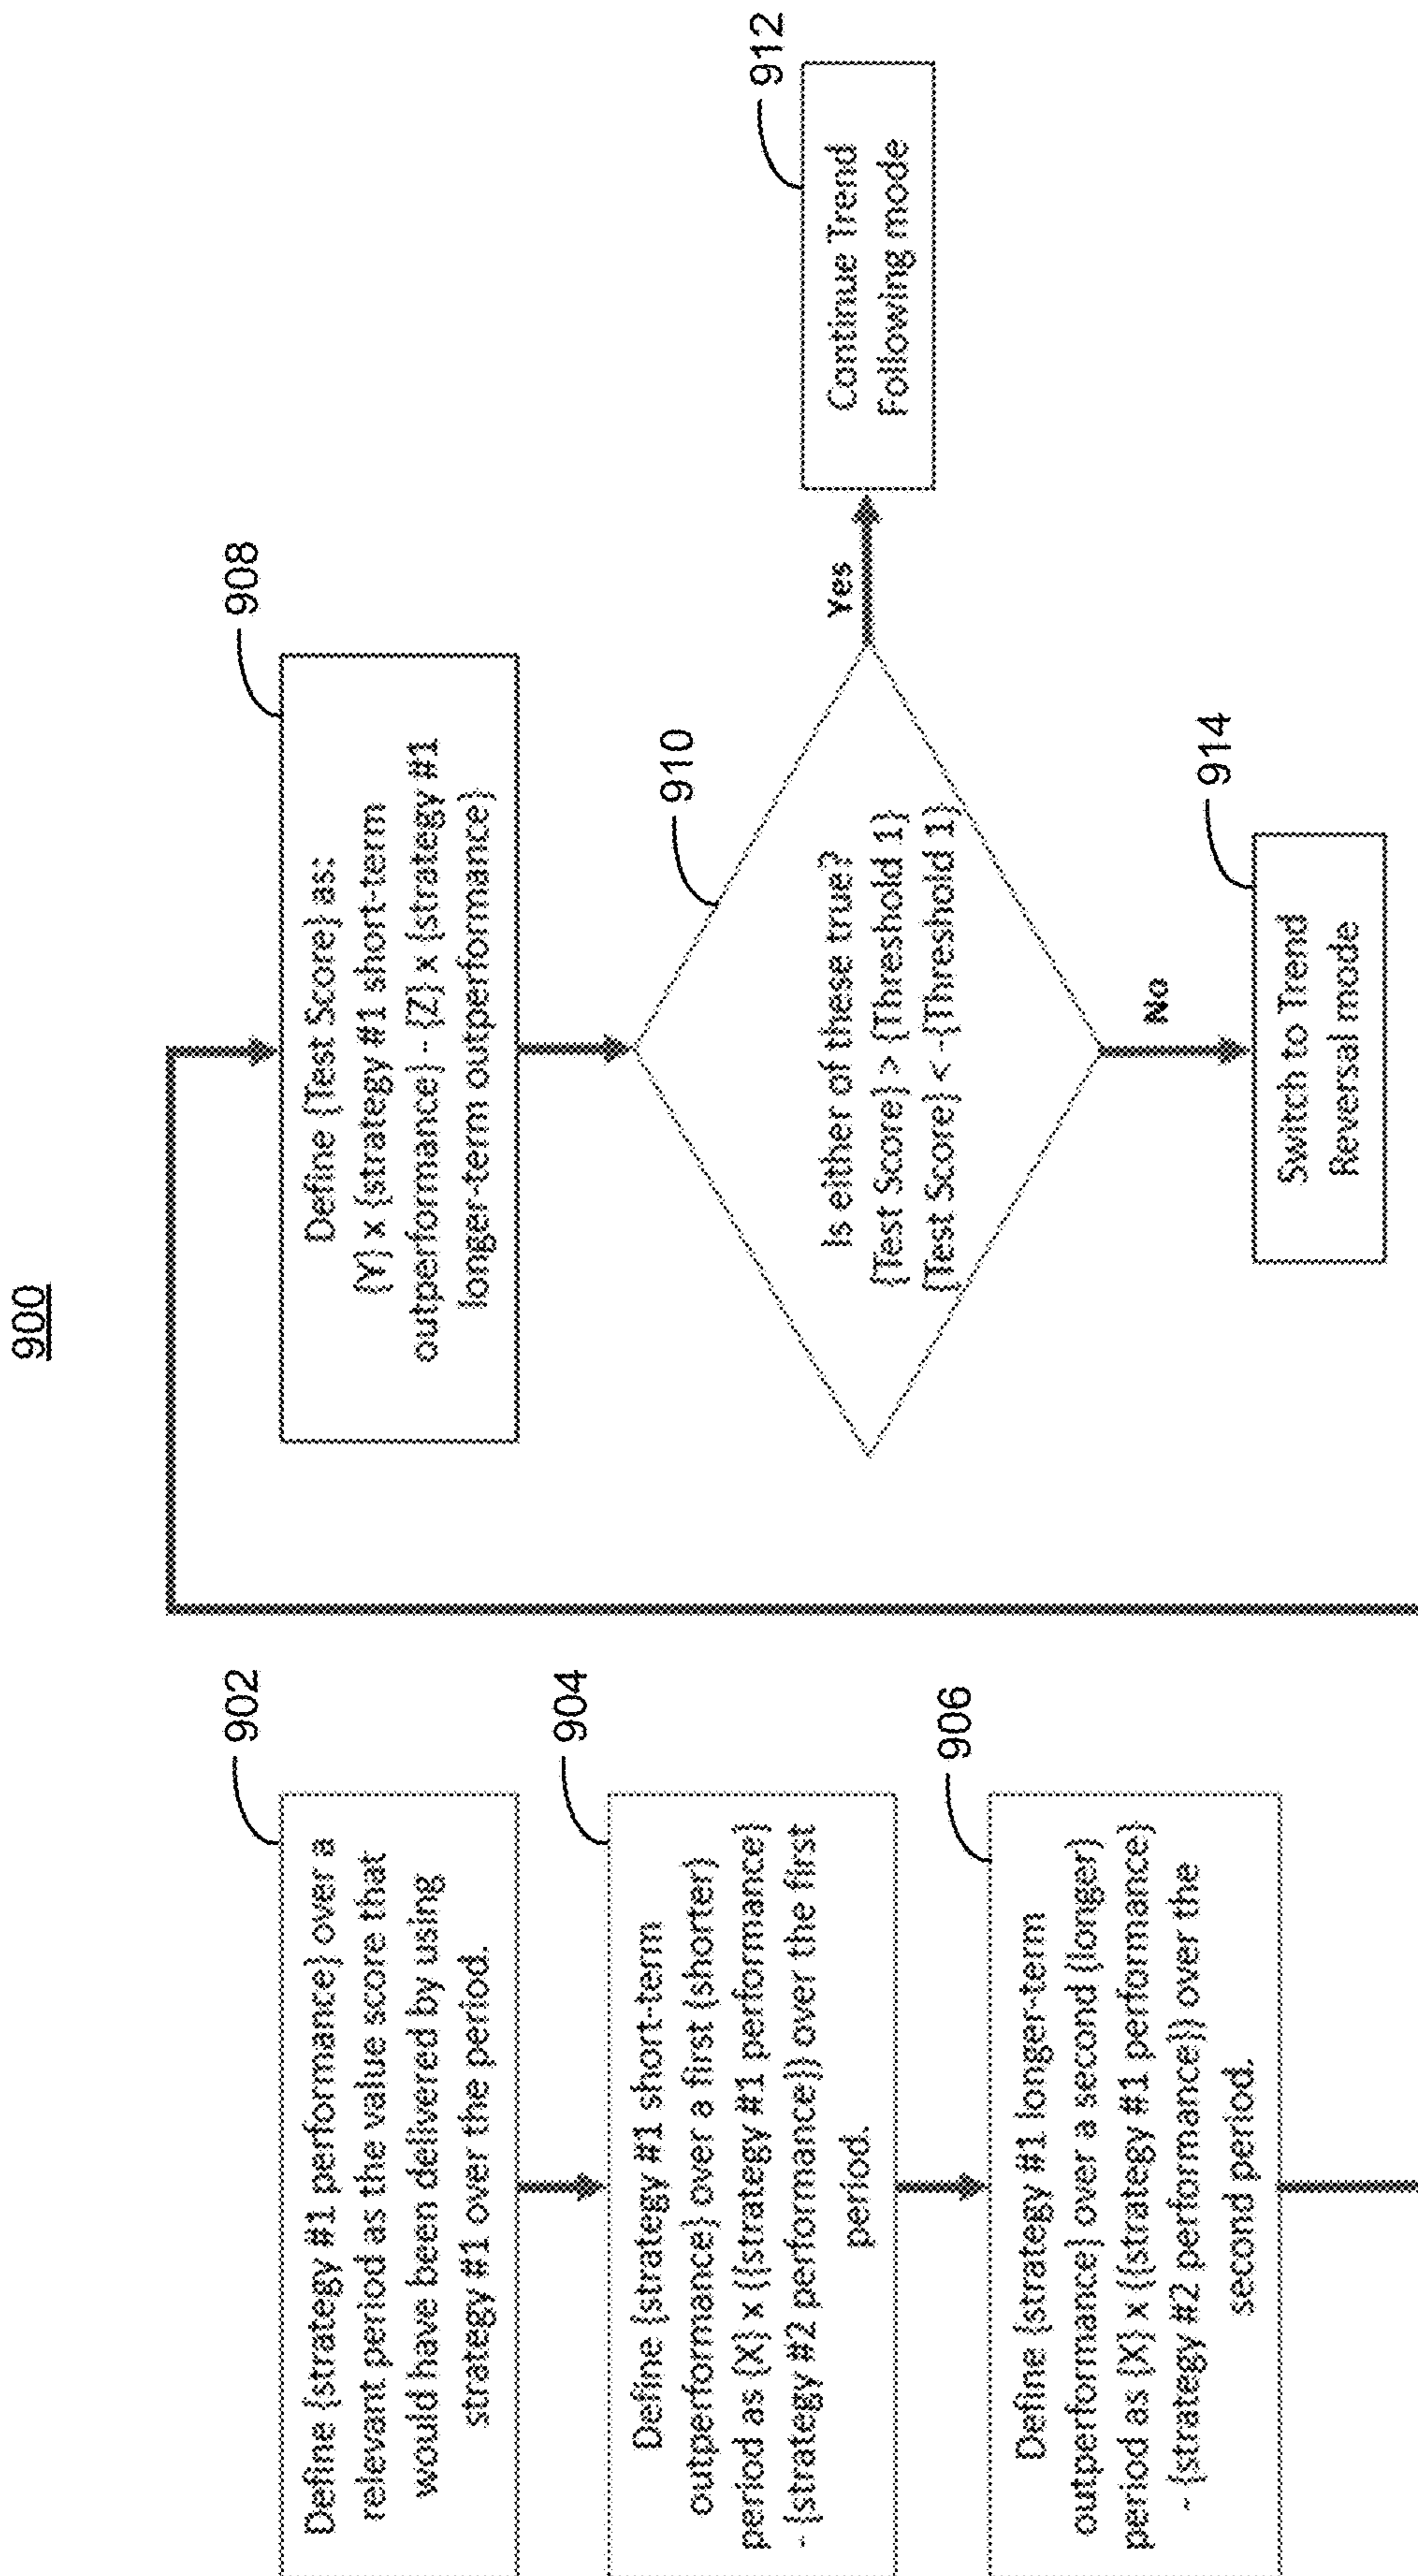 900
902
Define {strategy #1 performance} over a
relevant period as the value score that
would have been delivered by using
strategy #1 over the period.
904
Define {strategy #1 short-term
outperformance} over a first (shorter)
period as {X} x ({strategy #1 performance}
- {strategy #2 performance}) over the first
period.
906
Define {strategy #1 longer-term
outperformance} over a second (longer)
period as {X} x ({strategy #1 performance}
- {strategy #2 performance}) over the
second period.
908
Define {Test Score} as:
{Y} x {strategy #1 short-term
outperformance} - {Z} x {strategy #1
longer-term outperformance}
910
Is either of these true?
{Test Score} > {Threshold 1}
{Test Score} < -{Threshold 1}
Yes
912
Continue Trend
Following mode
No
914
Switch to Trend
Reversal mode